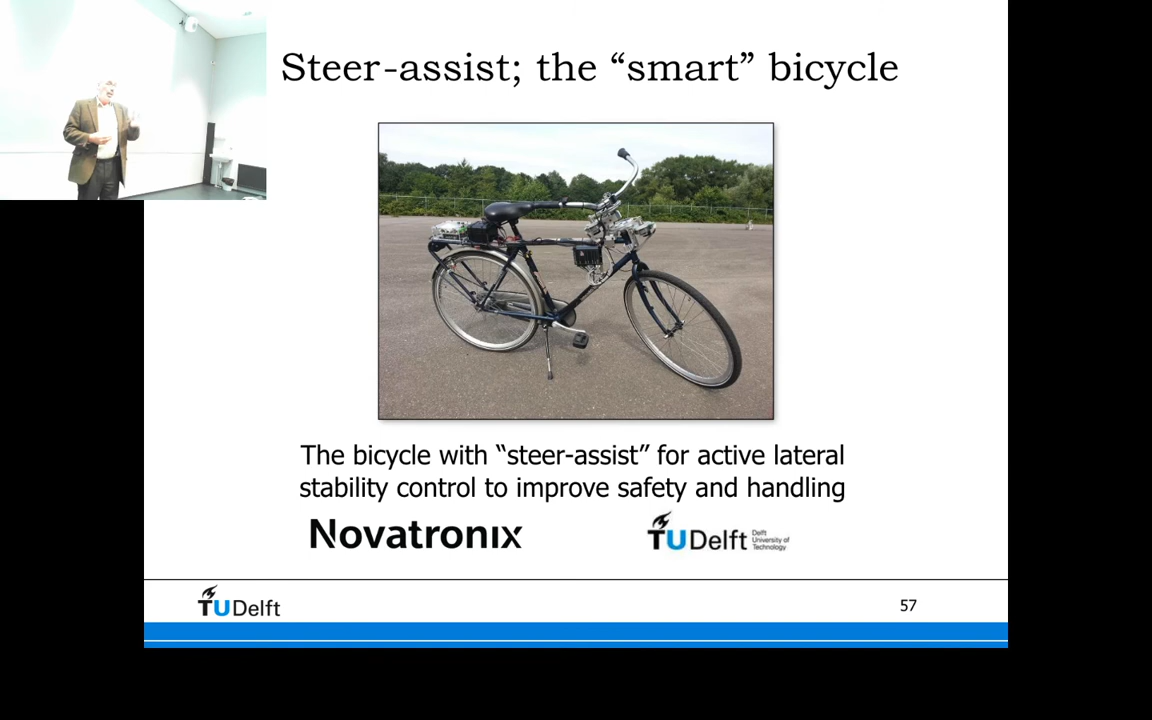 Steer-assist; the “smart” bicycle
The bicycle with “steer-assist” for active lateral
stability control to improve safety and handling
Novatronıx
TUDelft
Delft
University of
Technology
TUDelft
57